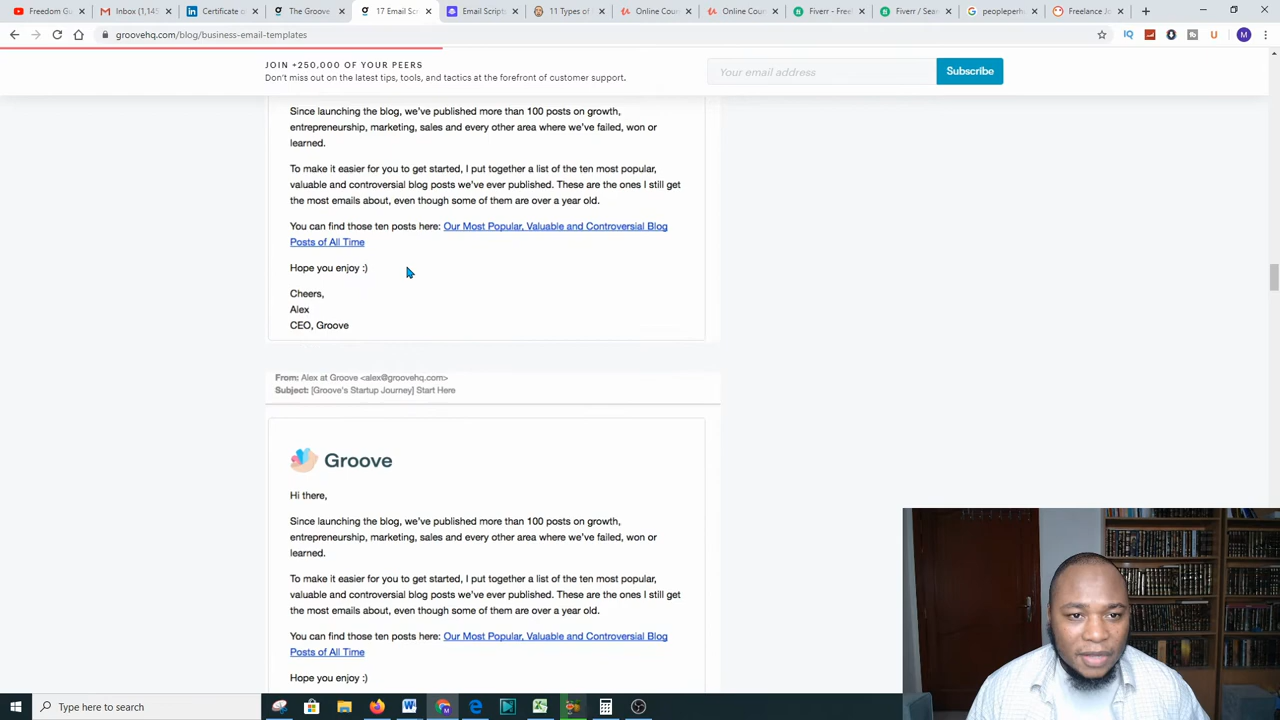 Freedom Gu
Inbox (1,145
Certificate o
The Groove
17 Email Scri
Email Scripts
11 Types of
Online Cour
Online Cour
Fiverr - Free
Fiverr / Sea
peopleperh
Freelance Jo
groovehq.com/blog/business-email-templates
JOIN +250,000 OF YOUR PEERS
Don't miss out on the latest tips, tools, and tactics at the forefront of customer support.
Your email address
Subscribe
Since launching the blog, we've published more than 100 posts on growth,
entrepreneurship, marketing, sales and every other area where we've failed, won or
learned.
To make it easier for you to get started, I put together a list of the ten most popular,
valuable and controversial blog posts we've ever published. These are the ones I still get
the most emails about, even though some of them are over a year old.
You can find those ten posts here: Our Most Popular, Valuable and Controversial Blog
Posts of All Time
Hope you enjoy :)
Cheers,
Alex
CEO, Groove
From: Alex at Groove <alex@groovehq.com>
Subject: [Groove's Startup Journey] Start Here
Groove
Hi there,
Since launching the blog, we've published more than 100 posts on growth,
entrepreneurship, marketing, sales and every other area where we've failed, won or
learned.
To make it easier for you to get started, I put together a list of the ten most popular,
valuable and controversial blog posts we've ever published. These are the ones I still get
the most emails about, even though some of them are over a year old.
You can find those ten posts here: Our Most Popular, Valuable and Controversial Blog
Posts of All Time
Hope you enjoy :)
Type here to search